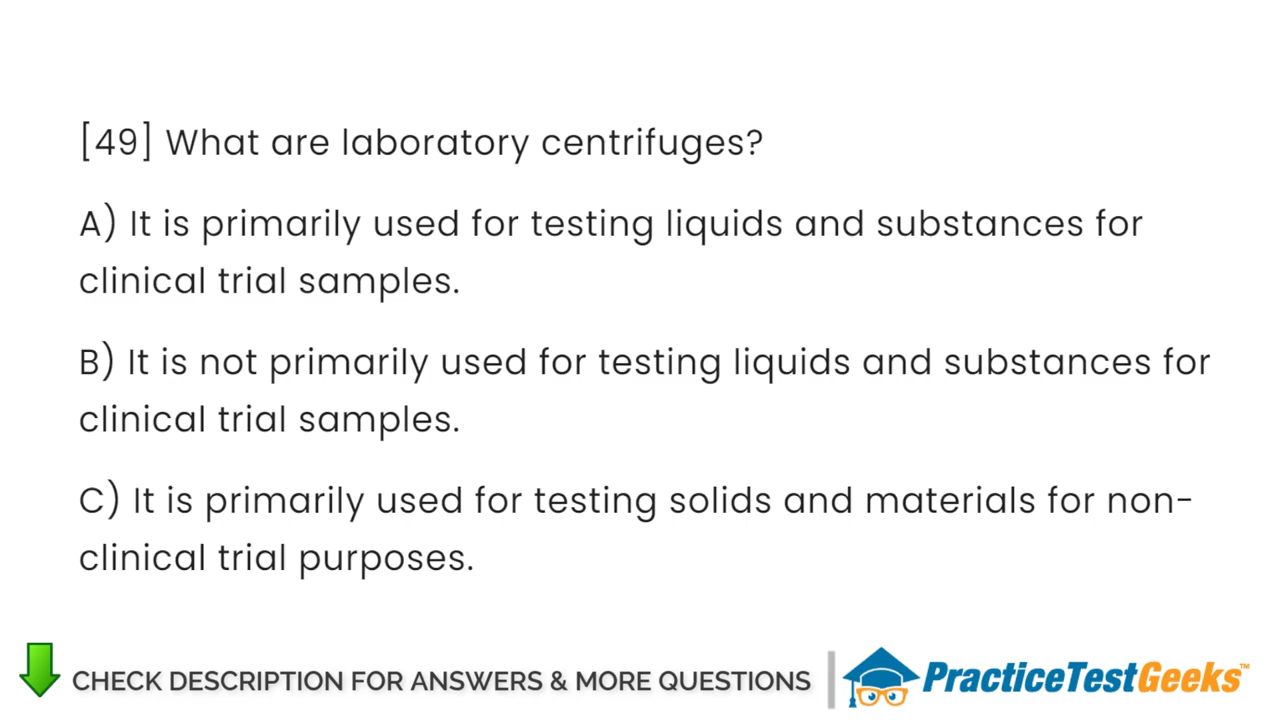 [49] What are laboratory centrifuges?
A) It is primarily used for testing liquids and substances for
clinical trial samples.
B) It is not primarily used for testing liquids and substances for
clinical trial samples.
C) It is primarily used for testing solids and materials for non-
clinical trial purposes.
CHECK DESCRIPTION FOR ANSWERS & MORE QUESTIONS
PracticeTestGeeks™